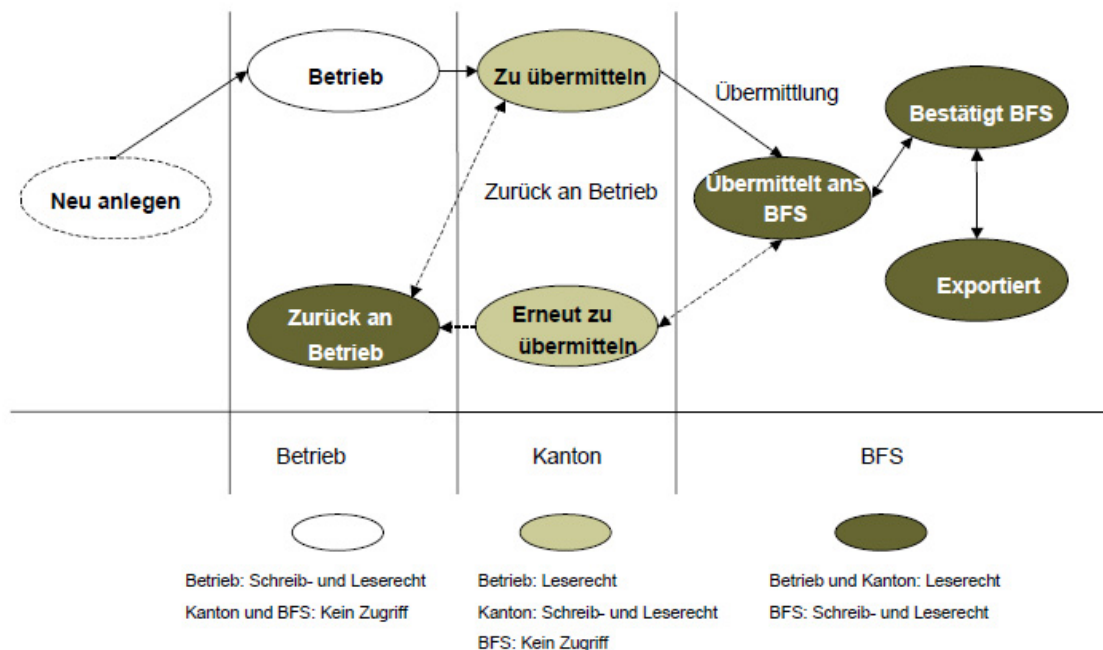 Betrieb
Zu übermitteln
Übermittlung
Bestätigt BFS
Neu anlegen
Zurück an Betrieb
Übermittelt ans
BFS
Zurück an
Betrieb
Erneut zu
übermitteln
Exportiert
Betrieb
Kanton
BFS
Betrieb: Schreib- und Leserecht
Kanton und BFS: Kein Zugriff
Betrieb: Leserecht
Kanton: Schreib- und Leserecht
BFS: Kein Zugriff
Betrieb und Kanton: Leserecht
BFS: Schreib- und Leserecht